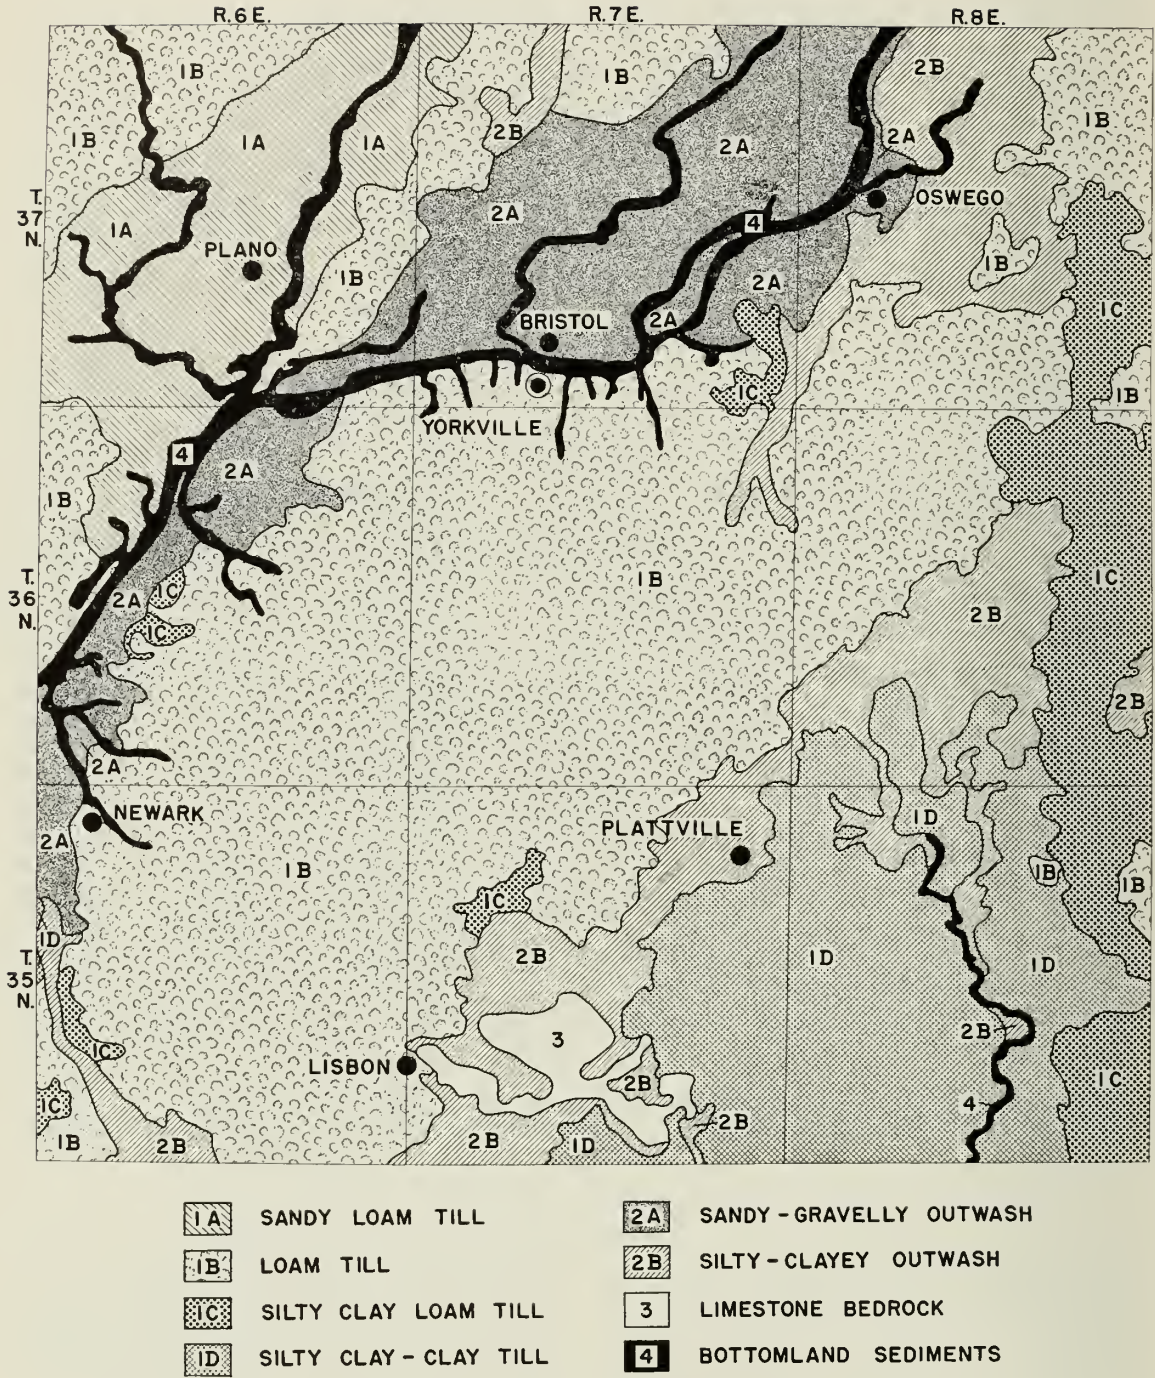 R.6E. R.7E. R.8E.
1B 1B 2B
1B 1A 1A 2B 2A 2A 1B
T.
37
N.
1A 2A 4 OSWEGO
PLANO
1B 2A 1B
BRISTOL 2A 1C
1C 1B
YORKVILLE
4 2A
1B
T.
36
N.
1B 1C
2A 1C 2B
1C
2B
2A
NEWARK PLATTVILLE 1D
2A
1B 1B 1B
1C
1D
T.
35
N.
2B 1D 1D
2B
1C 3
LISBON 2B 1C
1C 4
1B 2B 2B 1D 2B
1A SANDY LOAM TILL
1B LOAM TILL
1C SILTY CLAY LOAM TILL
1D SILTY CLAY-CLAY TILL
2A SANDY-GRAVELLY OUTWASH
2B SILTY-CLAYEY OUTWASH
3 LIMESTONE BEDROCK
4 BOTTOMLAND SEDIMENTS